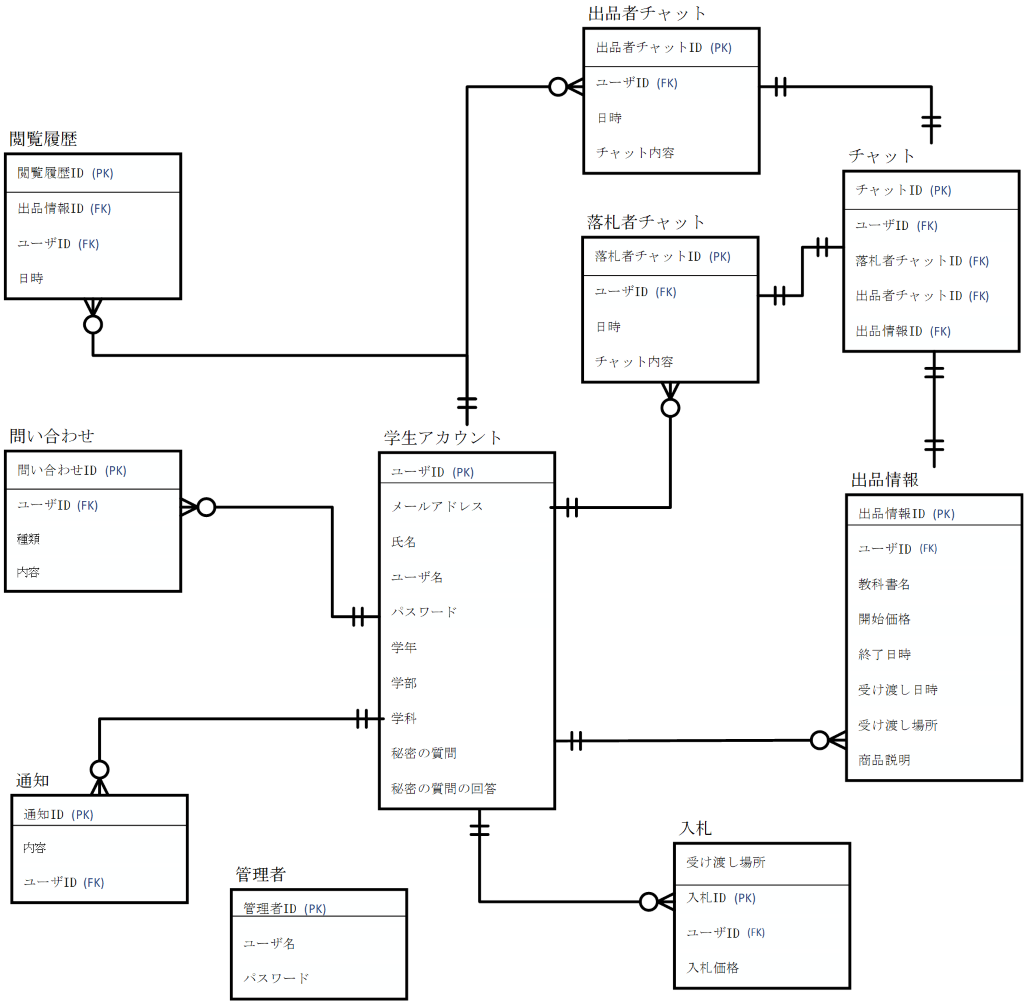 出品者チャット
出品者チャットID (PK)
ユーザID (FK)
日時
チャット内容
閲覧履歴
閲覧履歴ID (PK)
出品情報ID (FK)
ユーザID (FK)
日時
チャット
チャットID (PK)
ユーザID (FK)
落札者チャットID (FK)
出品者チャットID (FK)
出品情報ID (FK)
落札者チャット
落札者チャットID (PK)
ユーザID (FK)
日時
チャット内容
問い合わせ
問い合わせID (PK)
ユーザID (FK)
種類
内容
学生アカウント
ユーザID (PK)
メールアドレス
氏名
ユーザ名
パスワード
学年
学部
学科
秘密の質問
秘密の質問の回答
出品情報
出品情報ID (PK)
ユーザID (FK)
教科書名
開始価格
終了日時
受け渡し日時
受け渡し場所
商品説明
通知
通知ID (PK)
内容
ユーザID (FK)
管理者
管理者ID (PK)
ユーザ名
パスワード
入札
受け渡し場所
入札ID (PK)
ユーザID (FK)
入札価格